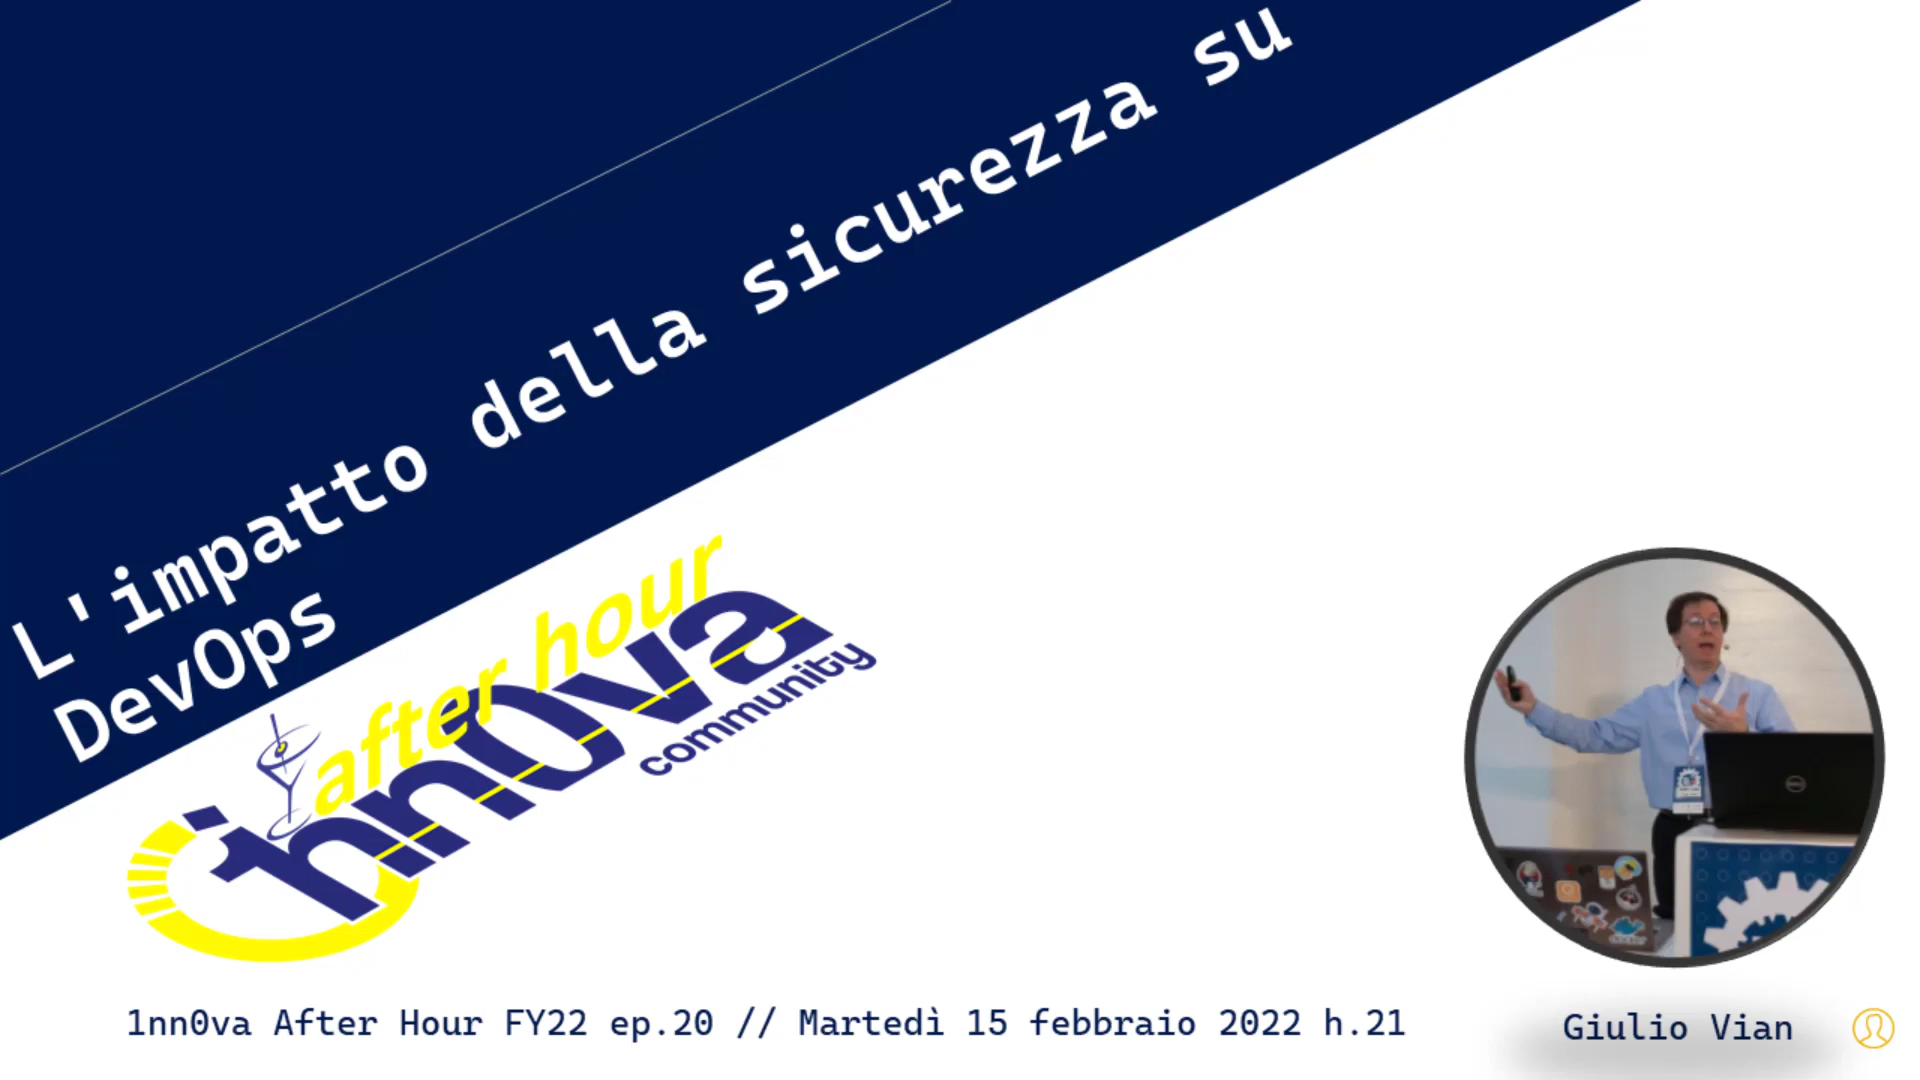 L'impatto della sicurezza su
DevOps
after hour
1nn0va
community
1nn0va After Hour FY22 ep.20 // Martedì 15 febbraio 2022 h.21
Giulio Vian